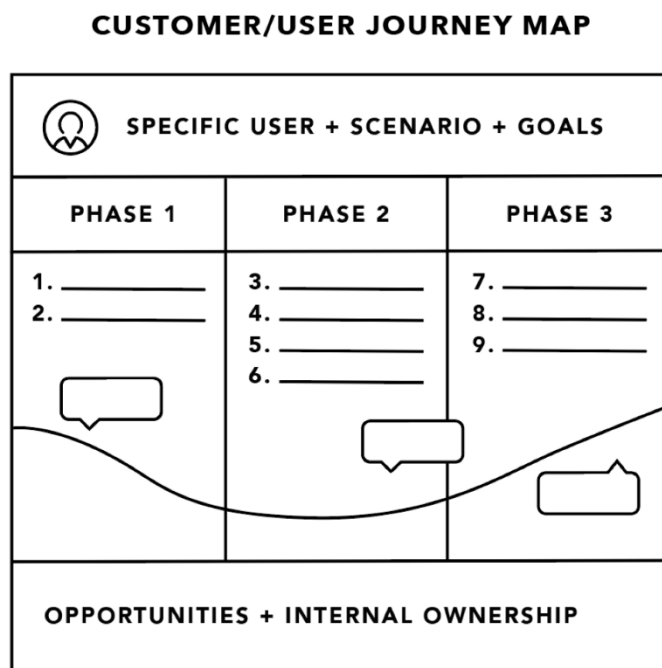 CUSTOMER/USER JOURNEY MAP
SPECIFIC USER + SCENARIO + GOALS
PHASE 1
PHASE 2
PHASE 3
1.
2.
3.
4.
5.
6.
7.
8.
9.
OPPORTUNITIES + INTERNAL OWNERSHIP